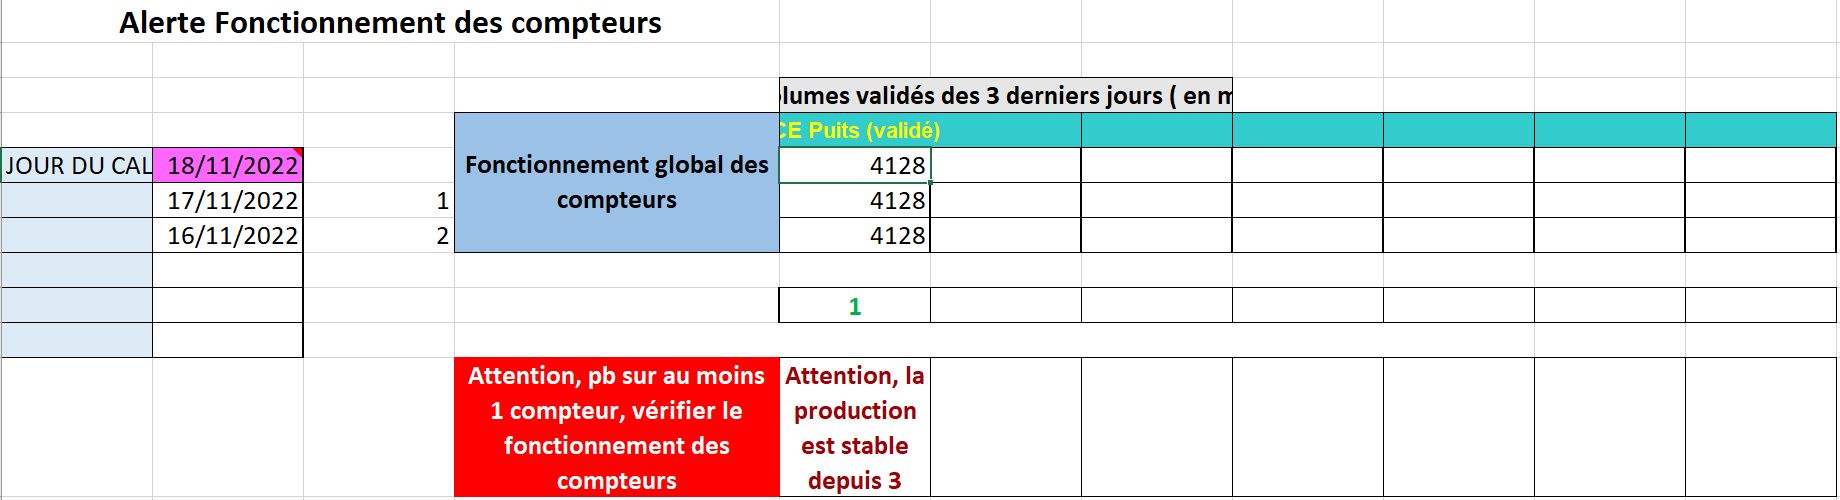 Alerte Fonctionnement des compteurs
lumes validés des 3 derniers jours ( en m
CE Puits (validé)
JOUR DU CAL 18/11/2022 Fonctionnement global des 4128
17/11/2022 1 compteurs 4128
16/11/2022 2 4128
1
Attention, pb sur au moins Attention, la
1 compteur, vérifier le production
fonctionnement des est stable
compteurs depuis 3